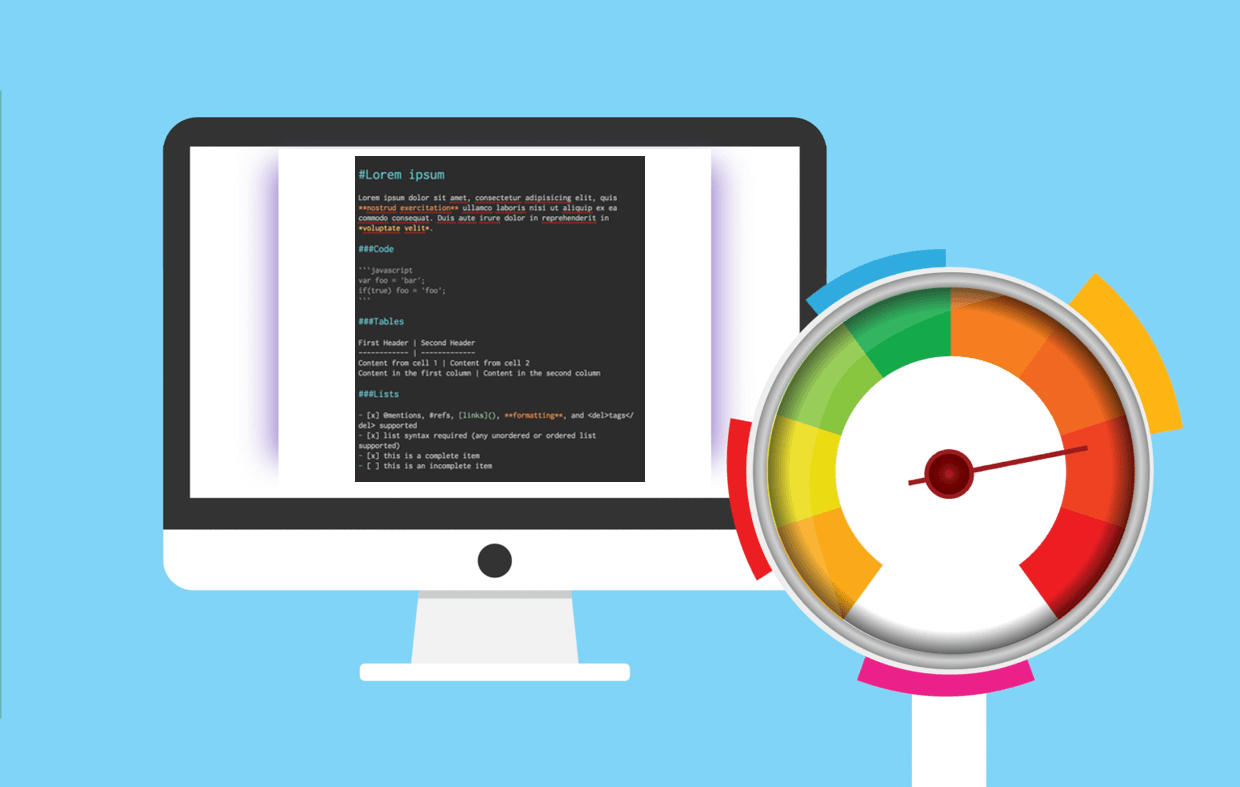 #Lorem ipsum
Lorem ipsum dolor sit amet, consectetur adipisicing elit, quis
**nostrud exercitation** ullamco laboris nisi ut aliquip ex ea
commodo consequat. Duis aute irure dolor in reprehenderit in
*voluptate velit*.
###Code
```javascript
var foo = 'bar';
if(true) foo = 'foo';
```
###Tables
First Header | Second Header
------------ | -------------
Content from cell 1 | Content from cell 2
Content in the first column | Content in the second column
###Lists
- [x] @mentions, #refs, [links](), **formatting**, and <del>tags</
del> supported
- [x] list syntax required (any unordered or ordered list
supported)
- [x] this is a complete item
- [ ] this is an incomplete item